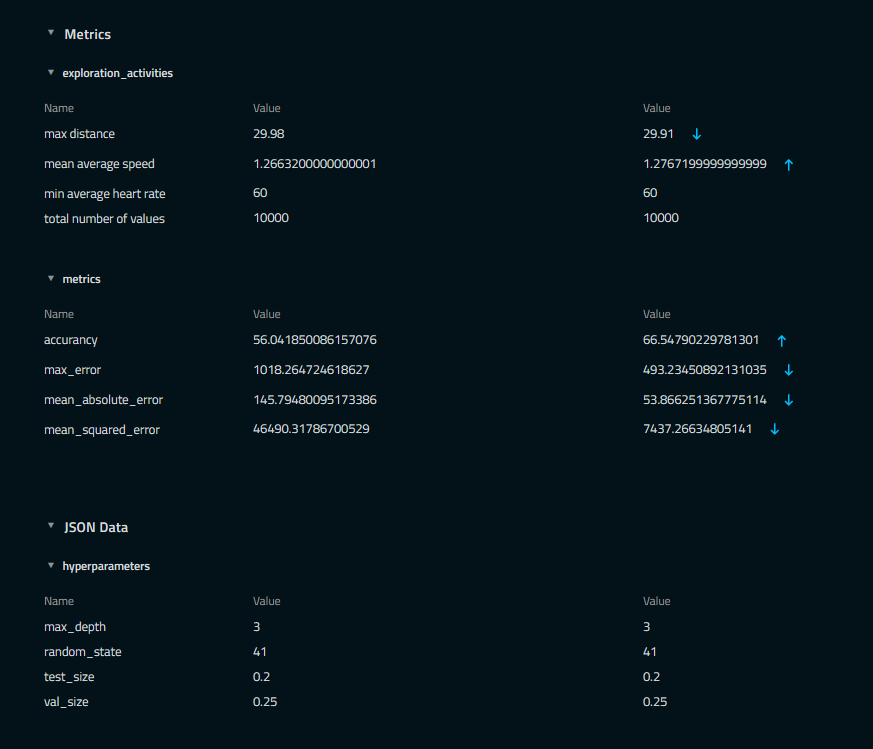 Metrics
exploration_activities
Name Value Value
max distance 29.98 29.91
mean average speed 1.2663200000000001 1.2767199999999999
min average heart rate 60 60
total number of values 10000 10000
metrics
Name Value Value
accurancy 56.041850086157076 66.54790229781301
max_error 1018.264724618627 493.23450892131035
mean_absolute_error 145.79480095173386 53.866251367775114
mean_squared_error 46490.31786700529 7437.26634805141
JSON Data
hyperparameters
Name Value Value
max_depth 3 3
random_state 41 41
test_size 0.2 0.2
val_size 0.25 0.25